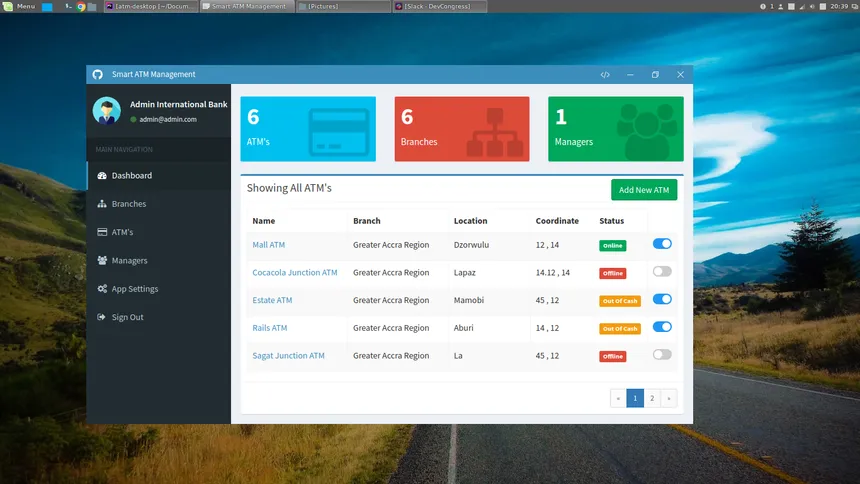 Menu
[atm-desktop [~/Docum...
Smart ATM Management
[Pictures]
[Slack - DevCongress]
1
20:39
Smart ATM Management
</>
Admin International Bank
admin@admin.com
MAIN NAVIGATION
Dashboard
Branches
ATM's
Managers
App Settings
Sign Out
6
ATM's
6
Branches
1
Managers
Showing All ATM's
Add New ATM
Name Branch Location Coordinate Status
Mall ATM Greater Accra Region Dzorwulu 12 , 14 Online
Cocacola Junction ATM Greater Accra Region Lapaz 14.12 , 14 Offline
Estate ATM Greater Accra Region Mamobi 45 , 12 Out Of Cash
Rails ATM Greater Accra Region Aburi 14 , 12 Out Of Cash
Sagat Junction ATM Greater Accra Region La 45 , 12 Offline
« 1 2 »